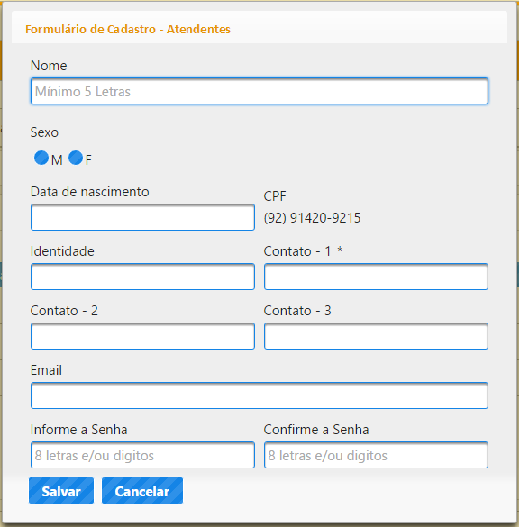 Formulário de Cadastro - Atendentes
Nome
Mínimo 5 Letras
Sexo
M F
Data de nascimento
CPF
(92) 91420-9215
Identidade
Contato - 1 *
Contato - 2
Contato - 3
Email
Informe a Senha
Confirme a Senha
8 letras e/ou digitos
8 letras e/ou digitos
Salvar
Cancelar